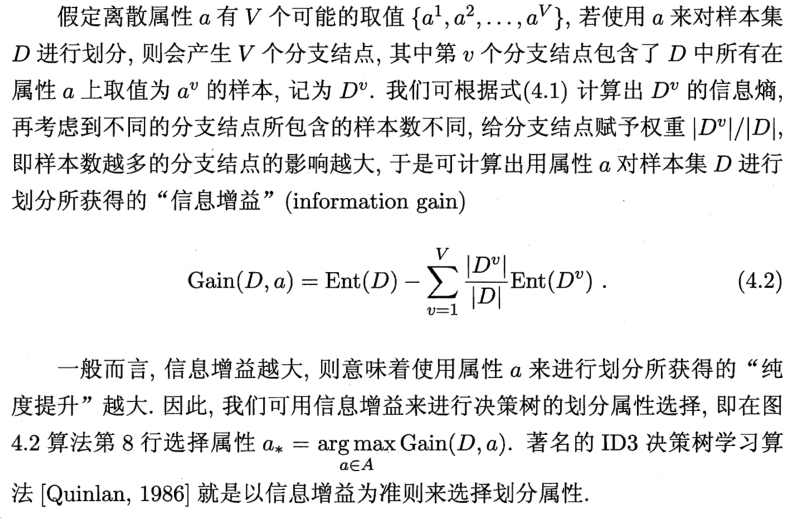 假定离散属性 a 有 V 个可能的取值 {a¹, a², . . . , a^V}, 若使用 a 来对样本集
D 进行划分, 则会产生 V 个分支结点, 其中第 v 个分支结点包含了 D 中所有在
属性 a 上取值为 a^v 的样本, 记为 D^v. 我们可根据式(4.1) 计算出 D^v 的信息熵,
再考虑到不同的分支结点所包含的样本数不同, 给分支结点赋予权重 |D^v|/|D|,
即样本数越多的分支结点的影响越大, 于是可计算出用属性 a 对样本集 D 进行
划分所获得的“信息增益” (information gain)
Gain(D, a) = Ent(D) − ∑_{v=1}^{V} |D^v|/|D| Ent(D^v) . (4.2)
一般而言, 信息增益越大, 则意味着使用属性 a 来进行划分所获得的“纯
度提升”越大. 因此, 我们可用信息增益来进行决策树的划分属性选择, 即在图
4.2 算法第 8 行选择属性 a_* = arg max_{a∈A} Gain(D, a). 著名的 ID3 决策树学习算
法 [Quinlan, 1986] 就是以信息增益为准则来选择划分属性.